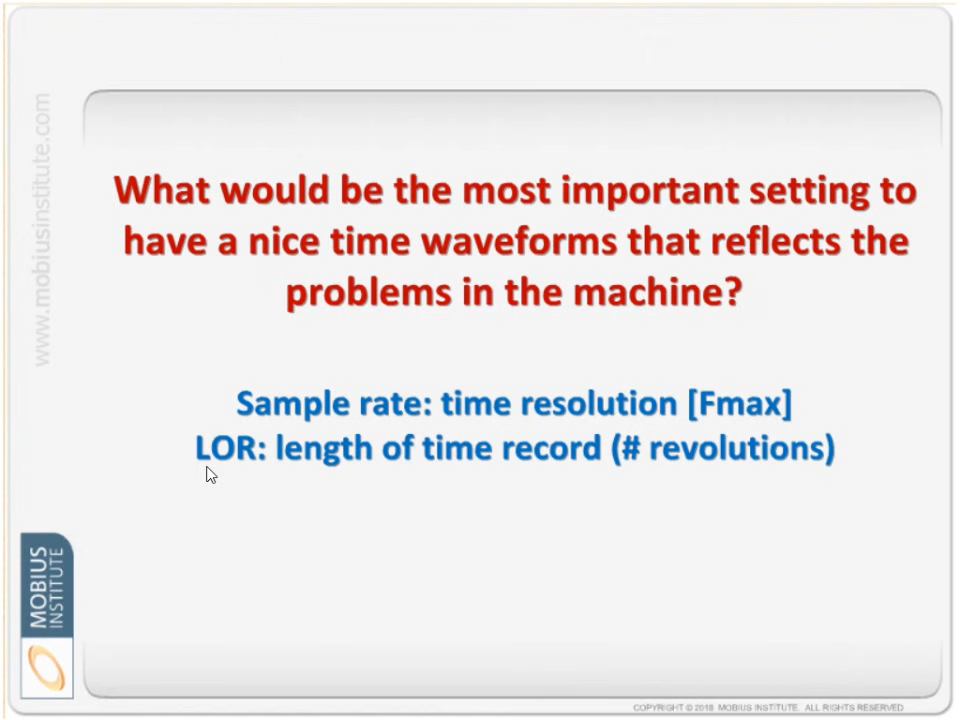 www.mobiusinstitute.com
What would be the most important setting to
have a nice time waveforms that reflects the
problems in the machine?
Sample rate: time resolution [Fmax]
LOR: length of time record (# revolutions)
MOBIUS
INSTITUTE
COPYRIGHT © 2018 MOBIUS INSTITUTE. ALL RIGHTS RESERVED